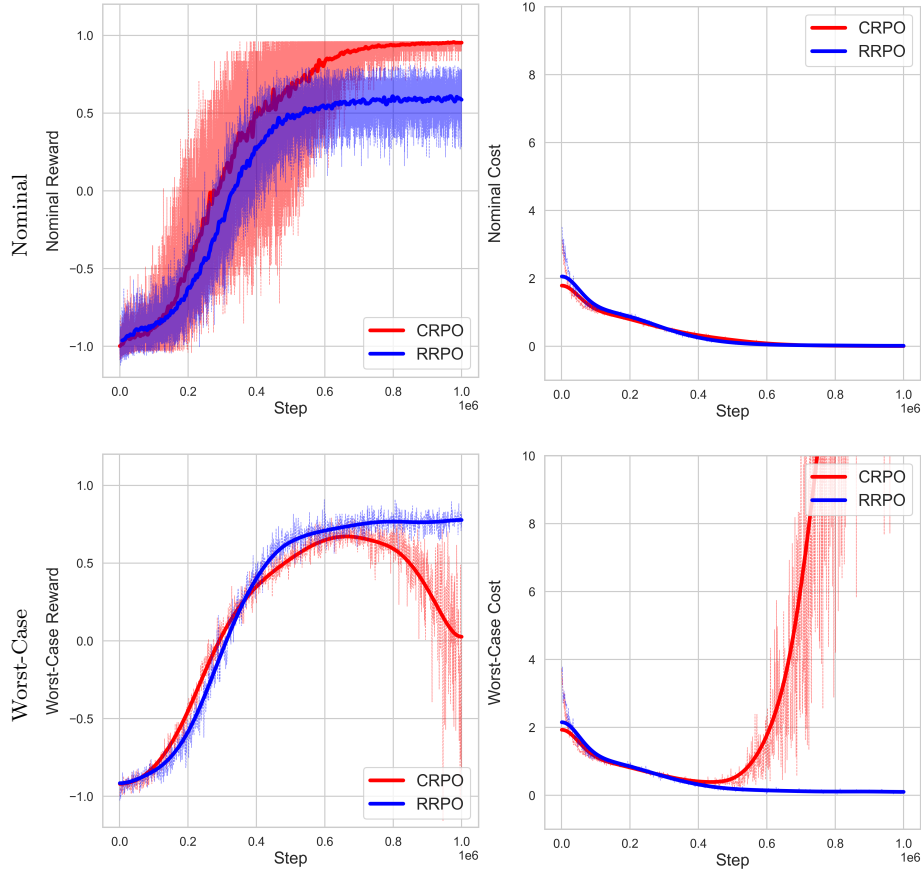 Nominal
Nominal Reward
1.0
0.5
0.0
−0.5
−1.0
CRPO
RRPO
0.0 0.2 0.4 0.6 0.8 1.0
1e6
Step
Nominal Cost
10
8
6
4
2
0
CRPO
RRPO
0.0 0.2 0.4 0.6 0.8 1.0
1e6
Step
Worst-Case
Worst-Case Reward
1.0
0.5
0.0
−0.5
−1.0
CRPO
RRPO
0.0 0.2 0.4 0.6 0.8 1.0
1e6
Step
Worst-Case Cost
10
8
6
4
2
0
CRPO
RRPO
0.0 0.2 0.4 0.6 0.8 1.0
1e6
Step